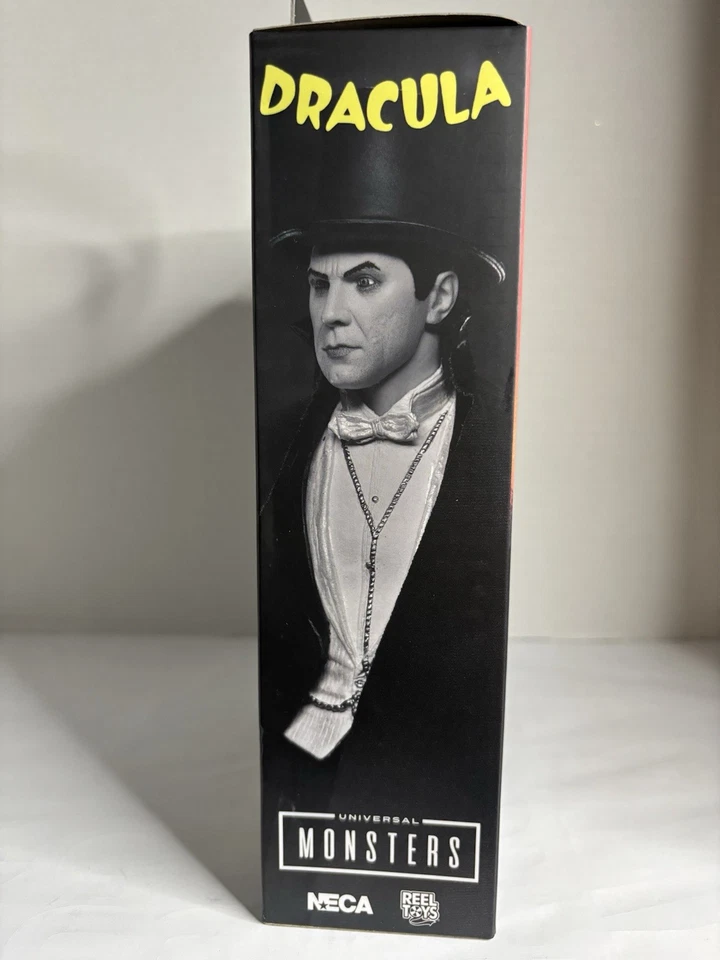 DRACULA
UNIVERSAL
MONSTERS
NECA
REEL
TOYS